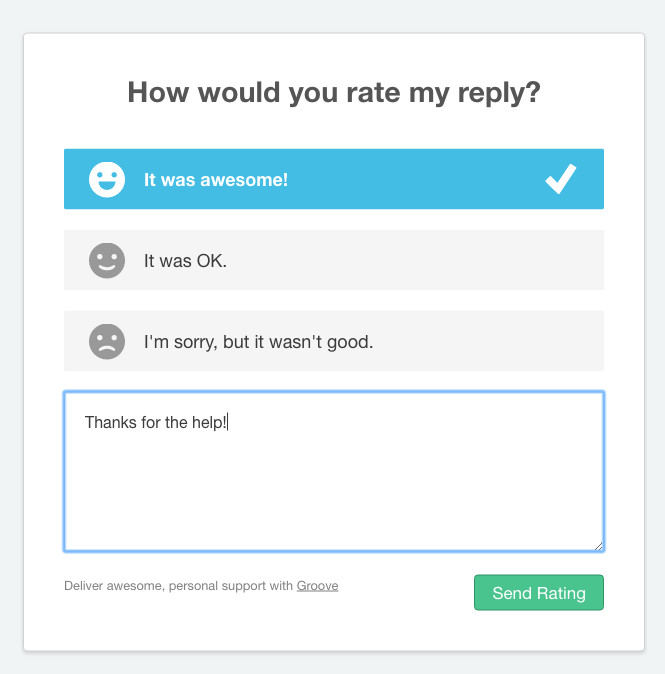 How would you rate my reply?
It was awesome!
It was OK.
I'm sorry, but it wasn't good.
Thanks for the help!
Deliver awesome, personal support with Groove
Send Rating